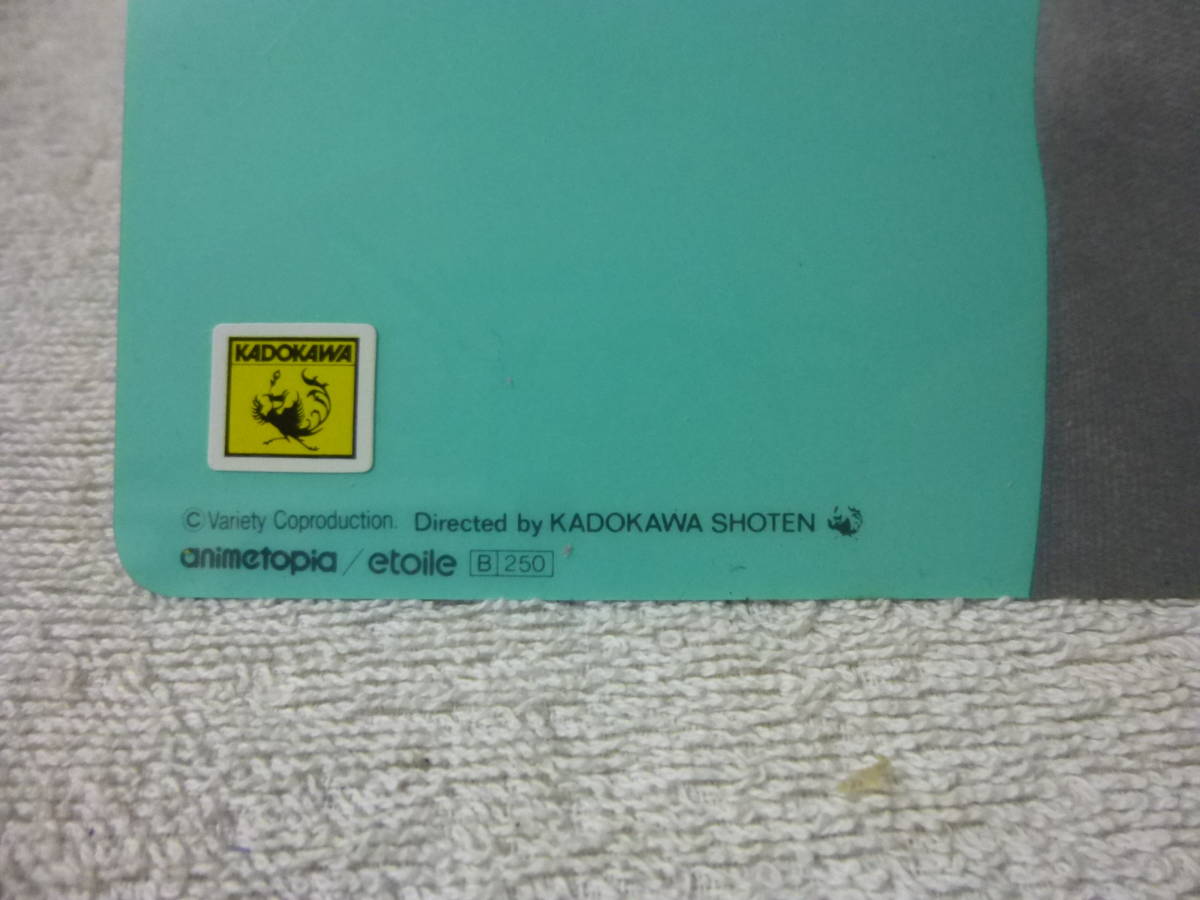 KADOKAWA
©Variety Coproduction. Directed by KADOKAWA SHOTEN
animetopia / etoile B 250